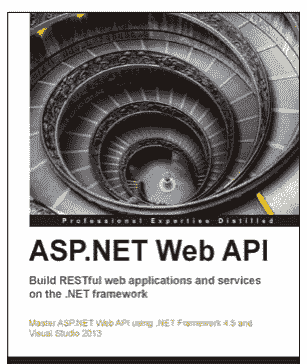 Professional Expertise Distilled
ASP.NET Web API
Build RESTful web applications and services
on the .NET framework
Master ASP.NET Web API using .NET Framework 4.5 and
Visual Studio 2013